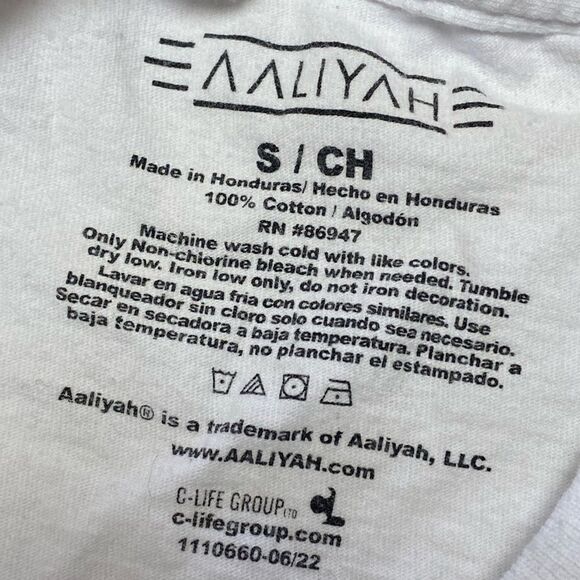 AALIYAH
S / CH
Made in Honduras/ Hecho en Honduras
100% Cotton / Algodón
RN #86947
Machine wash cold with like colors.
Only Non-chlorine bleach when needed. Tumble
dry low. Iron low only, do not iron decoration.
Lavar en agua fria con colores similares. Use
blanqueador sin cloro solo cuando sea necesario.
Secar en secadora a baja temperatura. Planchar a
baja temperatura, no planchar el estampado.
Aaliyah® is a trademark of Aaliyah, LLC.
www.AALIYAH.com
C-LIFE GROUP LTD CL
c-lifegroup.com
1110660-06/22